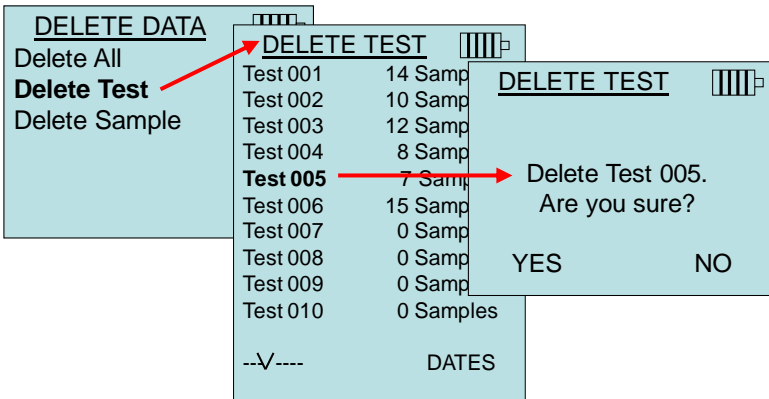 DELETE DATA
Delete All
Delete Test
Delete Sample
DELETE TEST
Test 001 14 Samp
Test 002 10 Samp
Test 003 12 Samp
Test 004 8 Samp
Test 005 7 Samp
Test 006 15 Samp
Test 007 0 Samp
Test 008 0 Samp
Test 009 0 Samp
Test 010 0 Samples
--\/---- DATES
DELETE TEST
Delete Test 005.
Are you sure?
YES NO